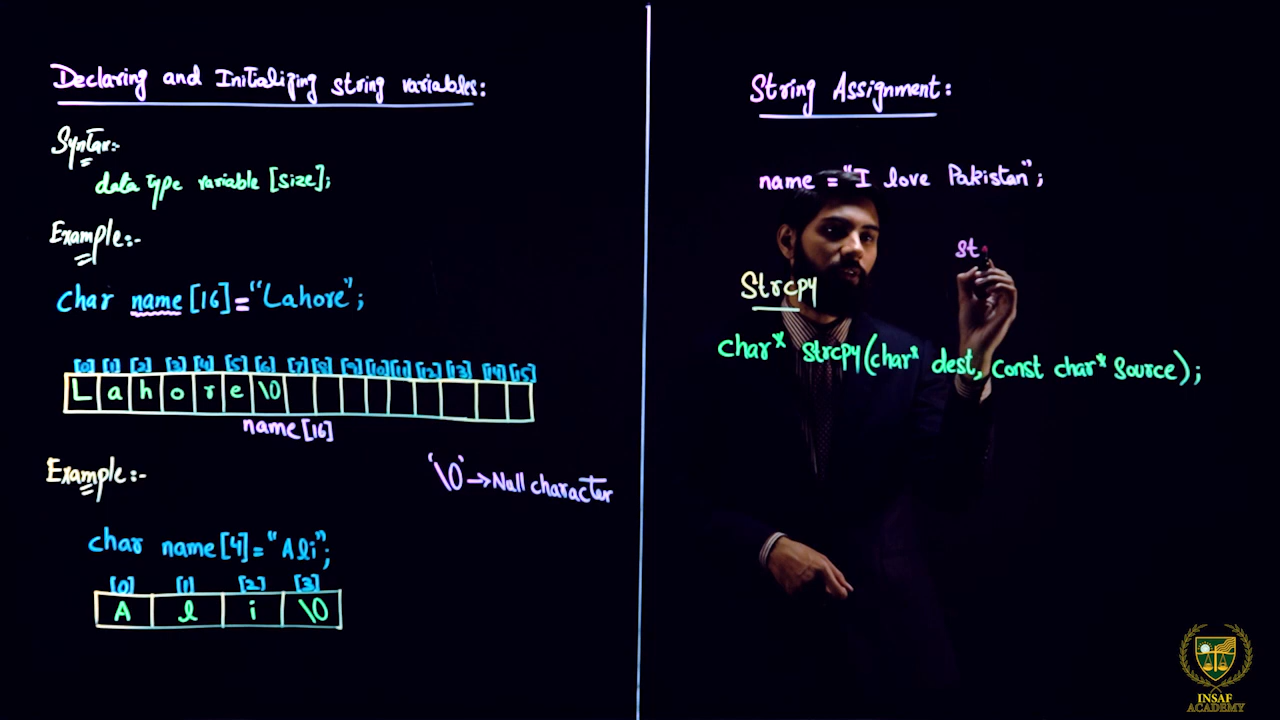 Declaring and Initializing string variables:
Syntax:-
data type variable [size];
Example:-
char name [16] = "Lahore";
[0] [1] [2] [3] [4] [5] [6] [7] [8] [9] [10] [11] [12] [13] [14] [15]
L a h o r e \0
name [16]
Example:-
'\0' → Null character
char name [4] = "Ali";
[0] [1] [2] [3]
A l i \0
String Assignment:
name = "I love Pakistan";
st
Strcpy
char* strcpy(char* dest, const char* source);
INSAF
ACADEMY